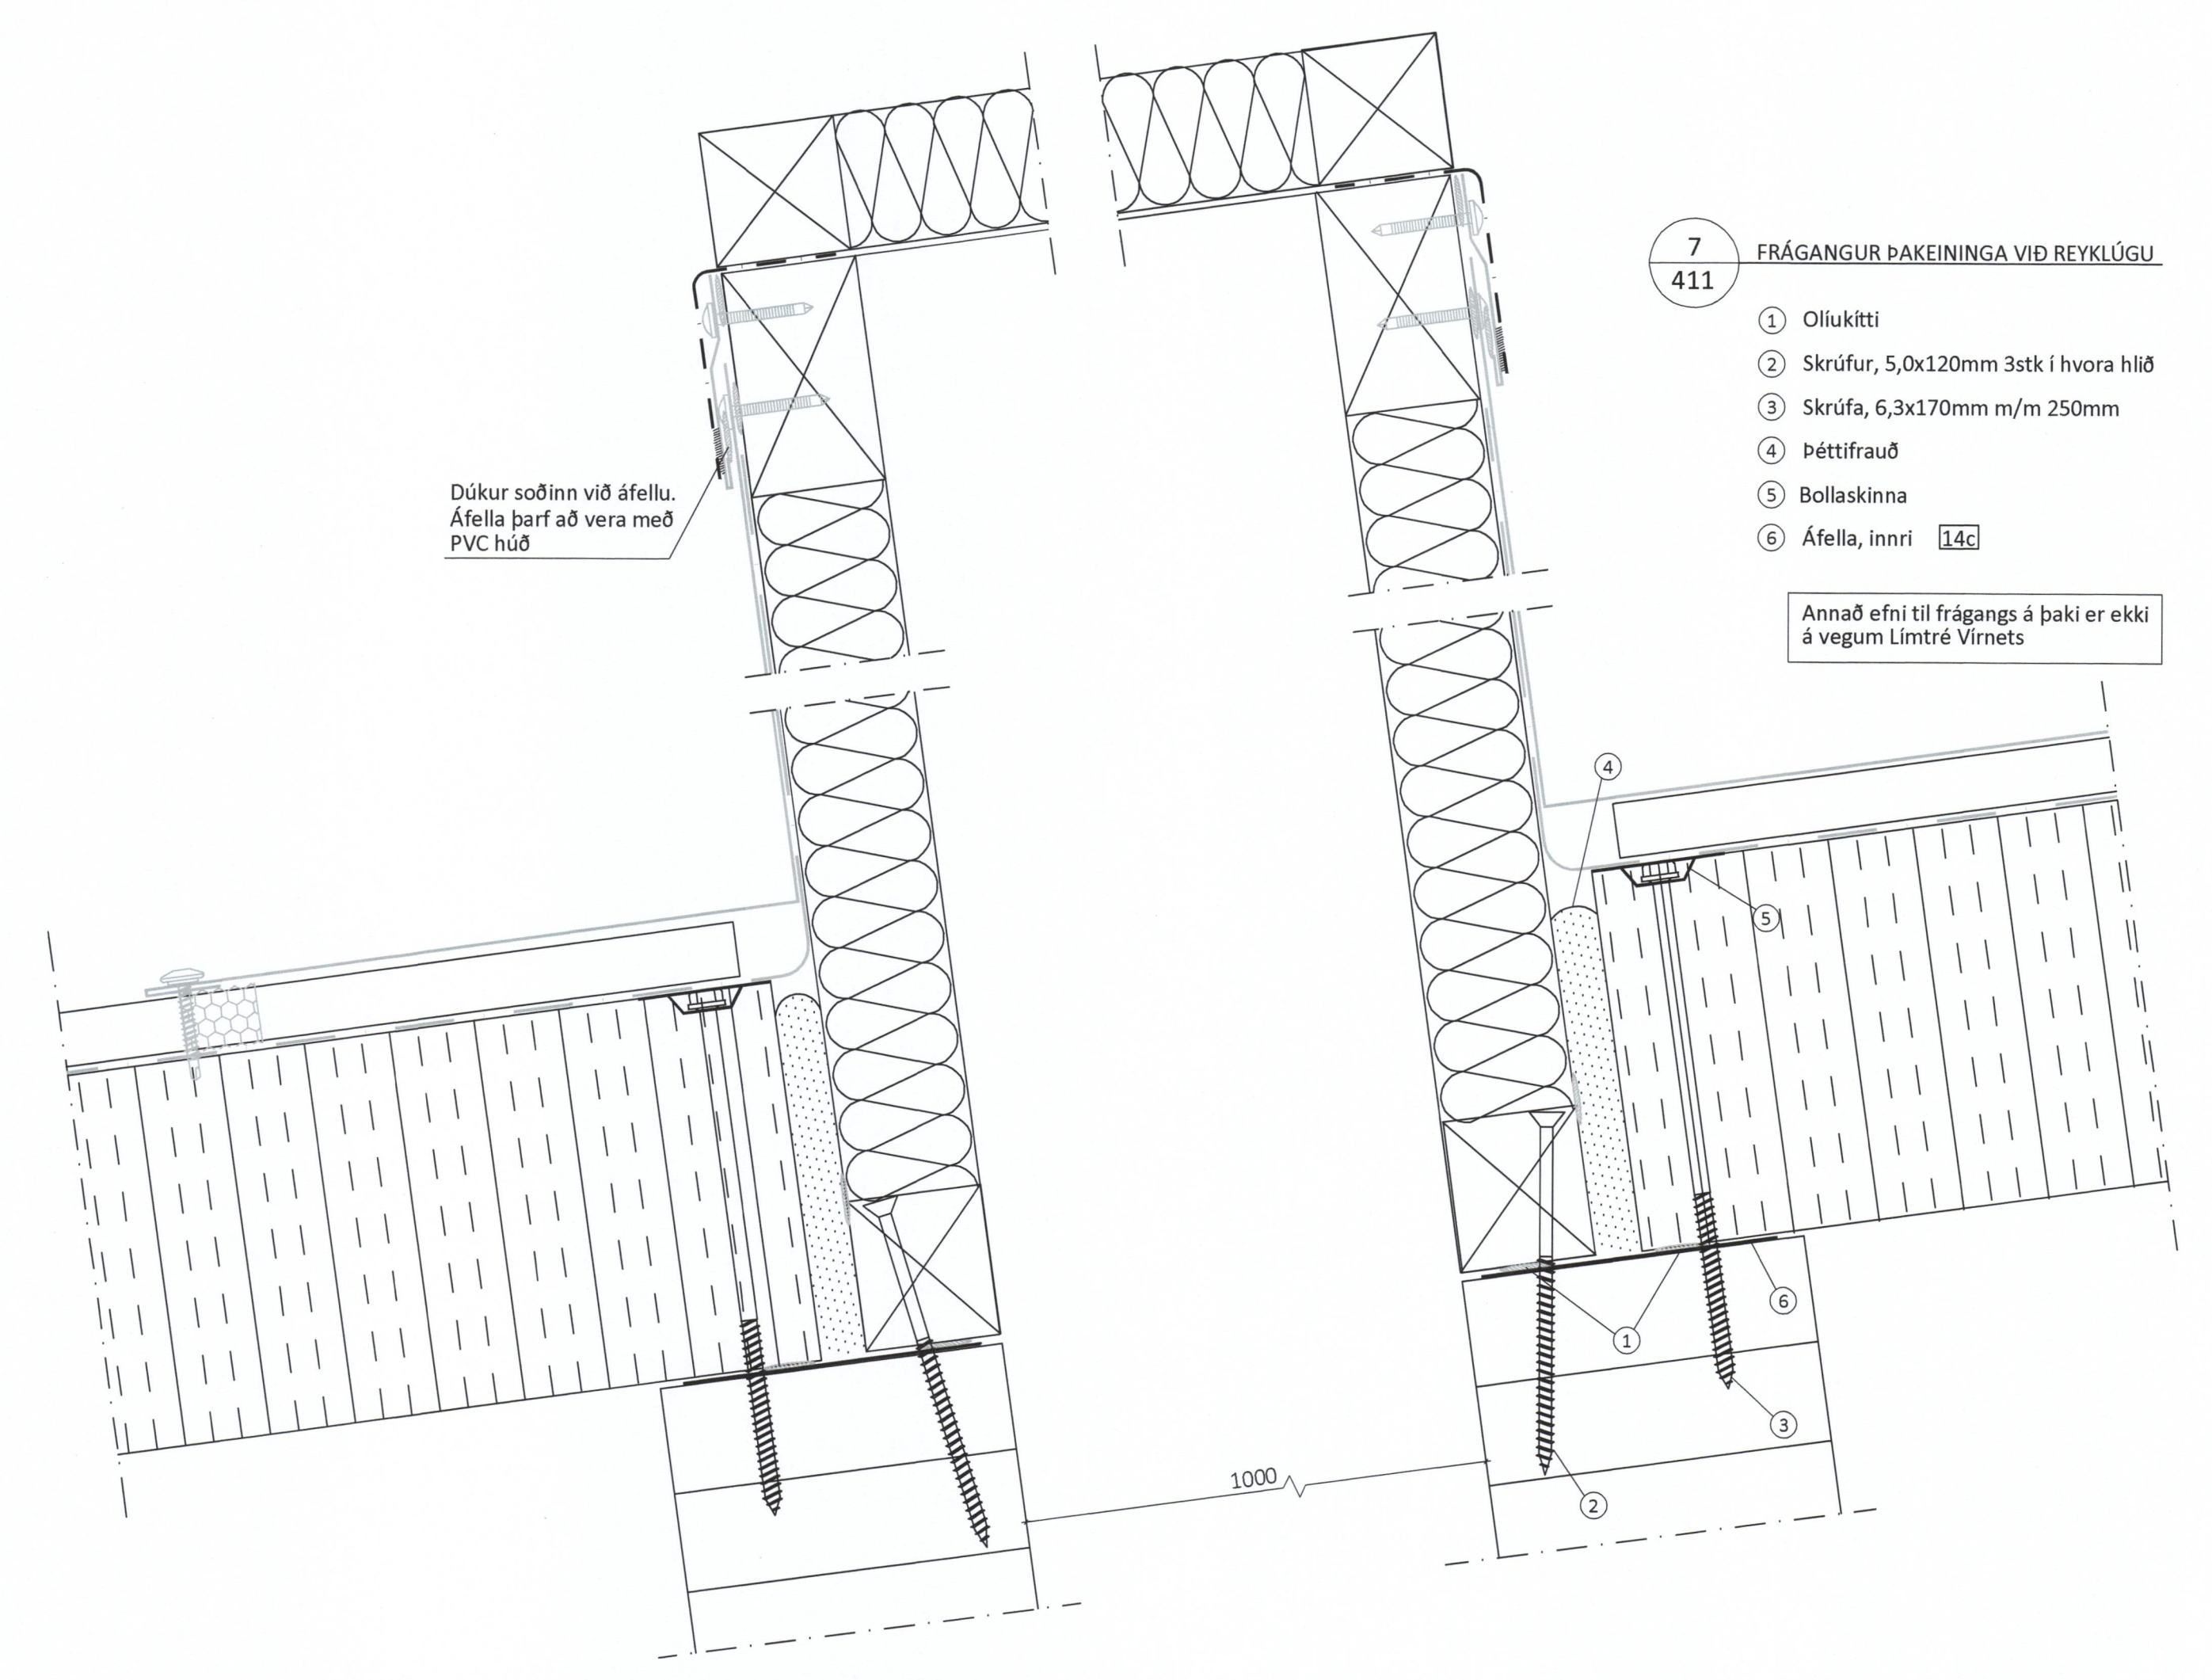 7
411
FRÁGANGUR ÞAKEININGA VIÐ REYKLÚGU
1 Olíukítti
2 Skrúfur, 5,0x120mm 3stk í hvora hlið
3 Skrúfa, 6,3x170mm m/m 250mm
4 Þéttifrauð
5 Bollaskinna
6 Áfella, innri 14c
Annað efni til frágangs á þaki er ekki
á vegum Límtré Vírnets
Dúkur soðinn við áfellu.
Áfella þarf að vera með
PVC húð
4
5
6
1
3
2
1000